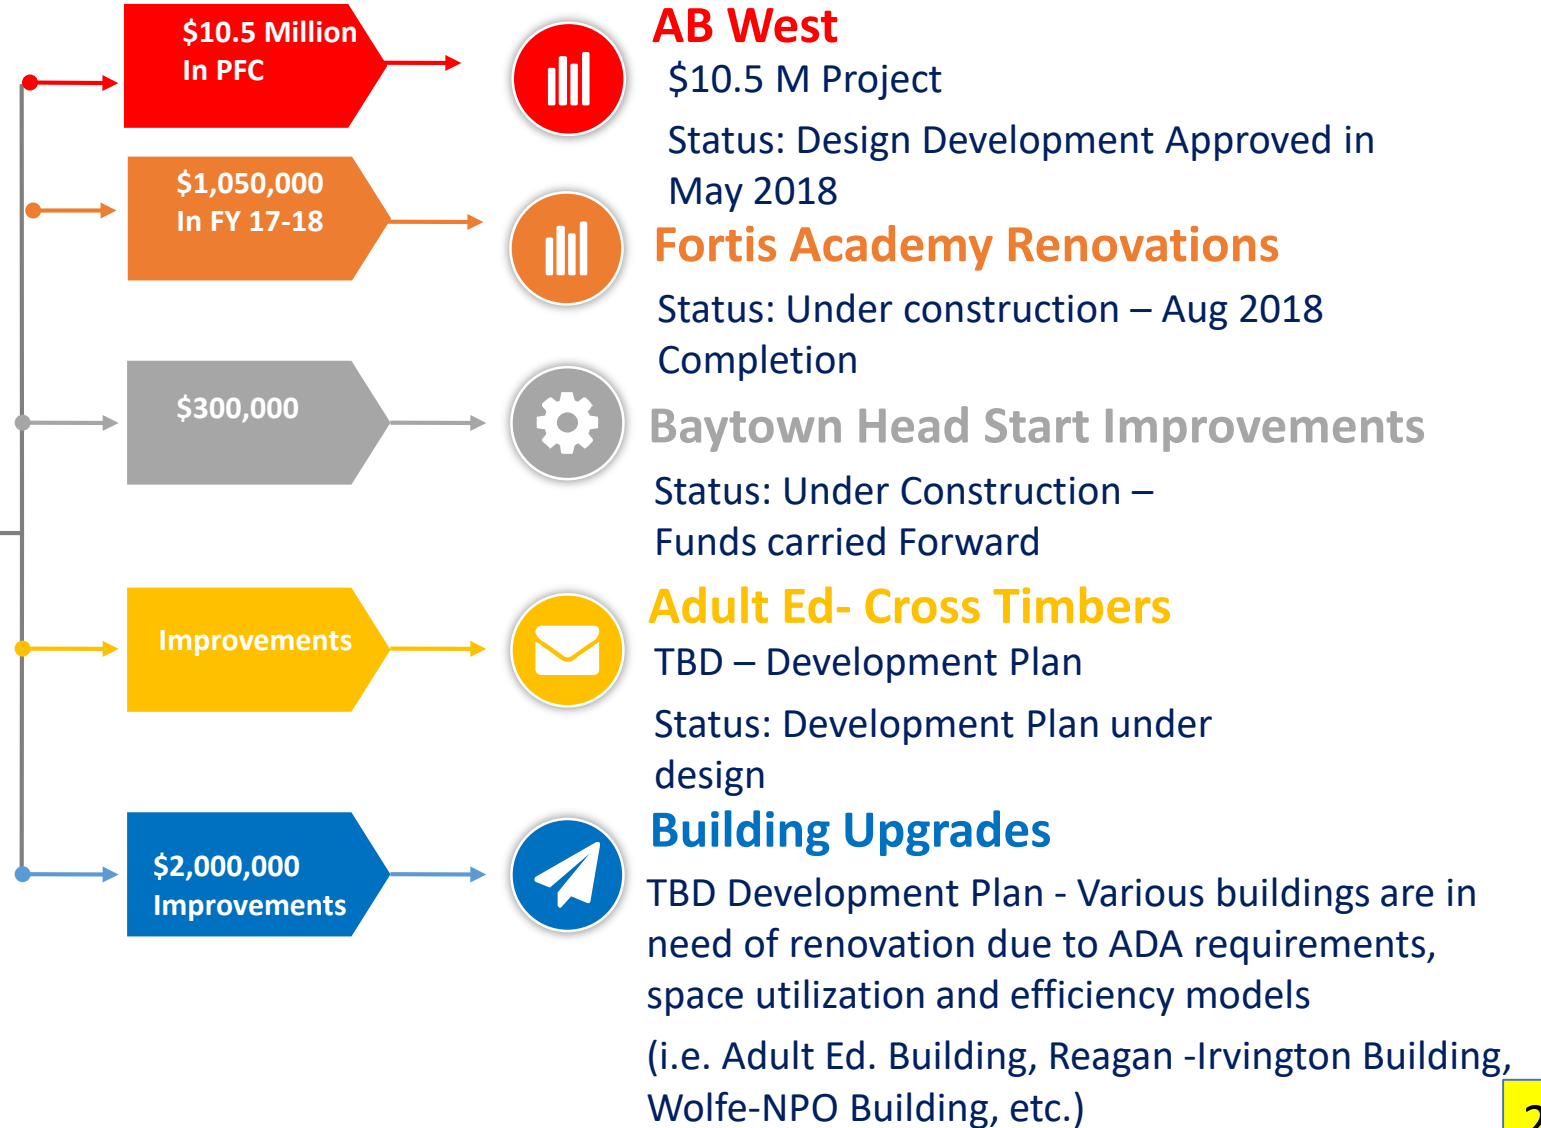 $10.5 Million
In PFC
AB West
$10.5 M Project
Status: Design Development Approved in
May 2018
$1,050,000
In FY 17-18
Fortis Academy Renovations
Status: Under construction – Aug 2018
Completion
$300,000
Baytown Head Start Improvements
Status: Under Construction –
Funds carried Forward
Improvements
Adult Ed- Cross Timbers
TBD – Development Plan
Status: Development Plan under
design
$2,000,000
Improvements
Building Upgrades
TBD Development Plan - Various buildings are in
need of renovation due to ADA requirements,
space utilization and efficiency models
(i.e. Adult Ed. Building, Reagan -Irvington Building,
Wolfe-NPO Building, etc.)